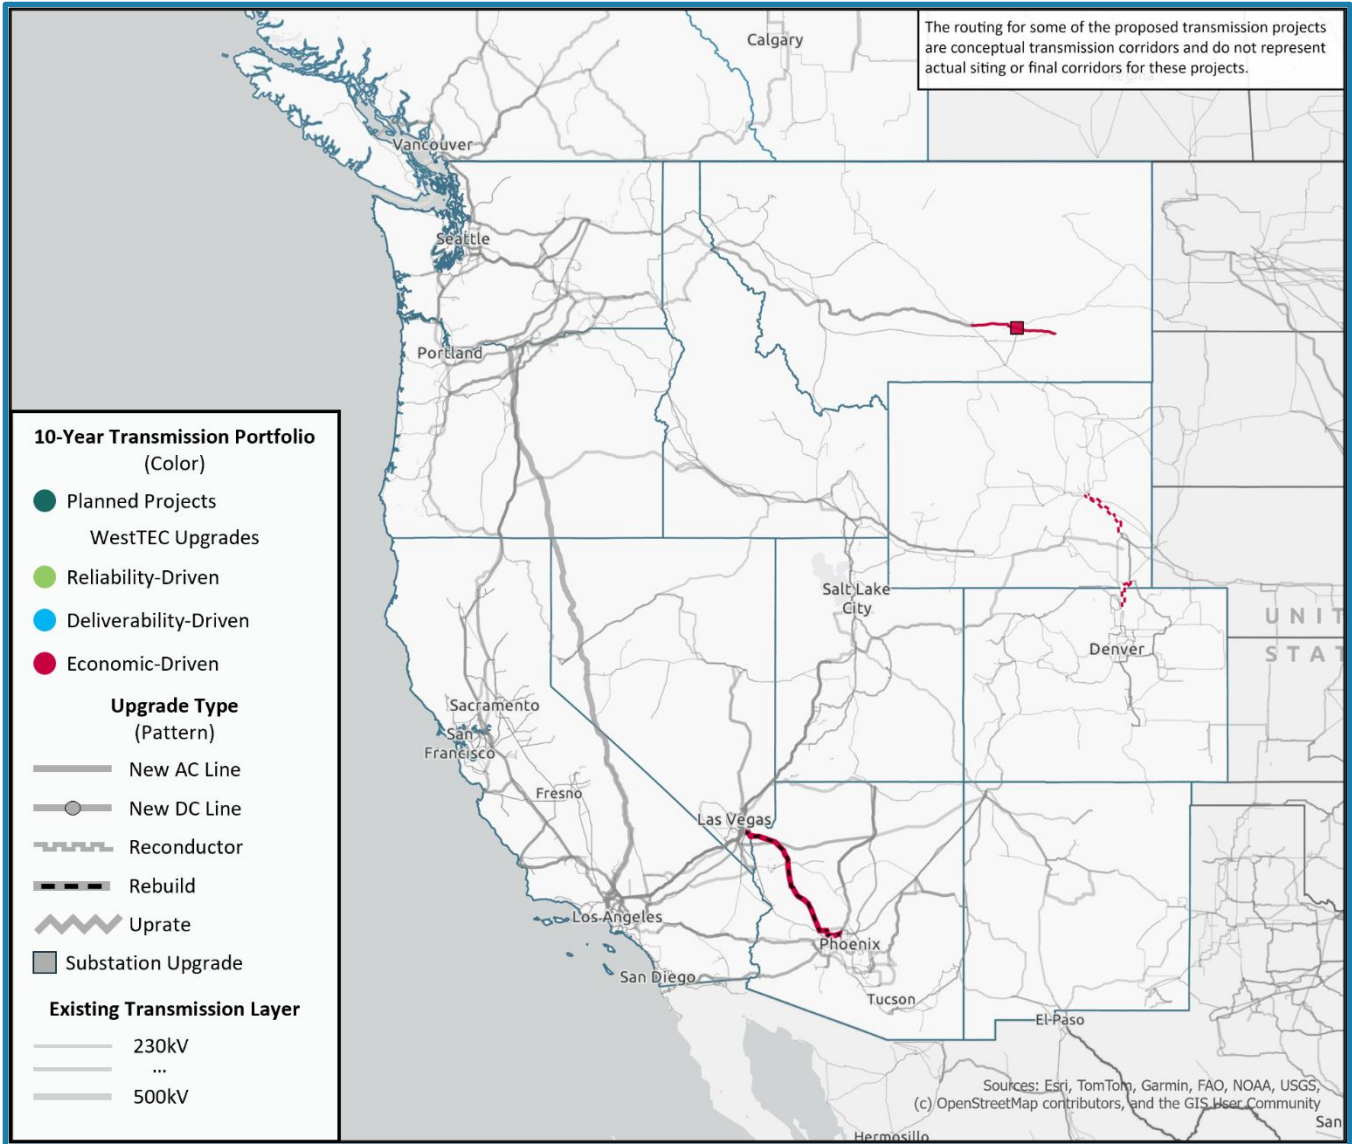 The routing for some of the proposed transmission projects
are conceptual transmission corridors and do not represent
actual siting or final corridors for these projects.
Calgary
Vancouver
Seattle
Portland
Salt Lake
City
Denver
UNIT
STAT
Sacramento
San
Francisco
Fresno
Las Vegas
Los Angeles
Phoenix
San Diego
Tucson
El Paso
Hermosillo
San
10-Year Transmission Portfolio
(Color)
Planned Projects
WestTEC Upgrades
Reliability-Driven
Deliverability-Driven
Economic-Driven
Upgrade Type
(Pattern)
New AC Line
New DC Line
Reconductor
Rebuild
Uprate
Substation Upgrade
Existing Transmission Layer
230kV
...
500kV
Sources: Esri, TomTom, Garmin, FAO, NOAA, USGS,
(c) OpenStreetMap contributors, and the GIS User Community